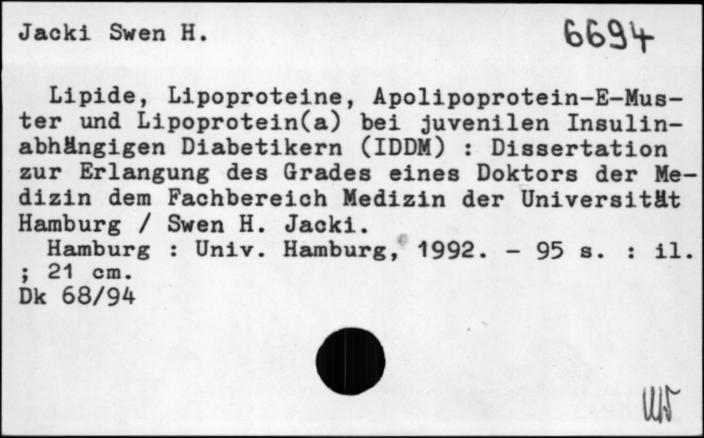 Jacki Swen H. 6694
Lipide, Lipoproteine, Apolipoprotein-E-Mus-
ter und Lipoprotein(a) bei juvenilen Insulin-
abhängigen Diabetikern (IDDM) : Dissertation
zur Erlangung des Grades eines Doktors der Me-
dizin dem Fachbereich Medizin der Universität
Hamburg / Swen H. Jacki.
Hamburg : Univ. Hamburg, 1992. - 95 s. : il.
; 21 cm.
Dk 68/94